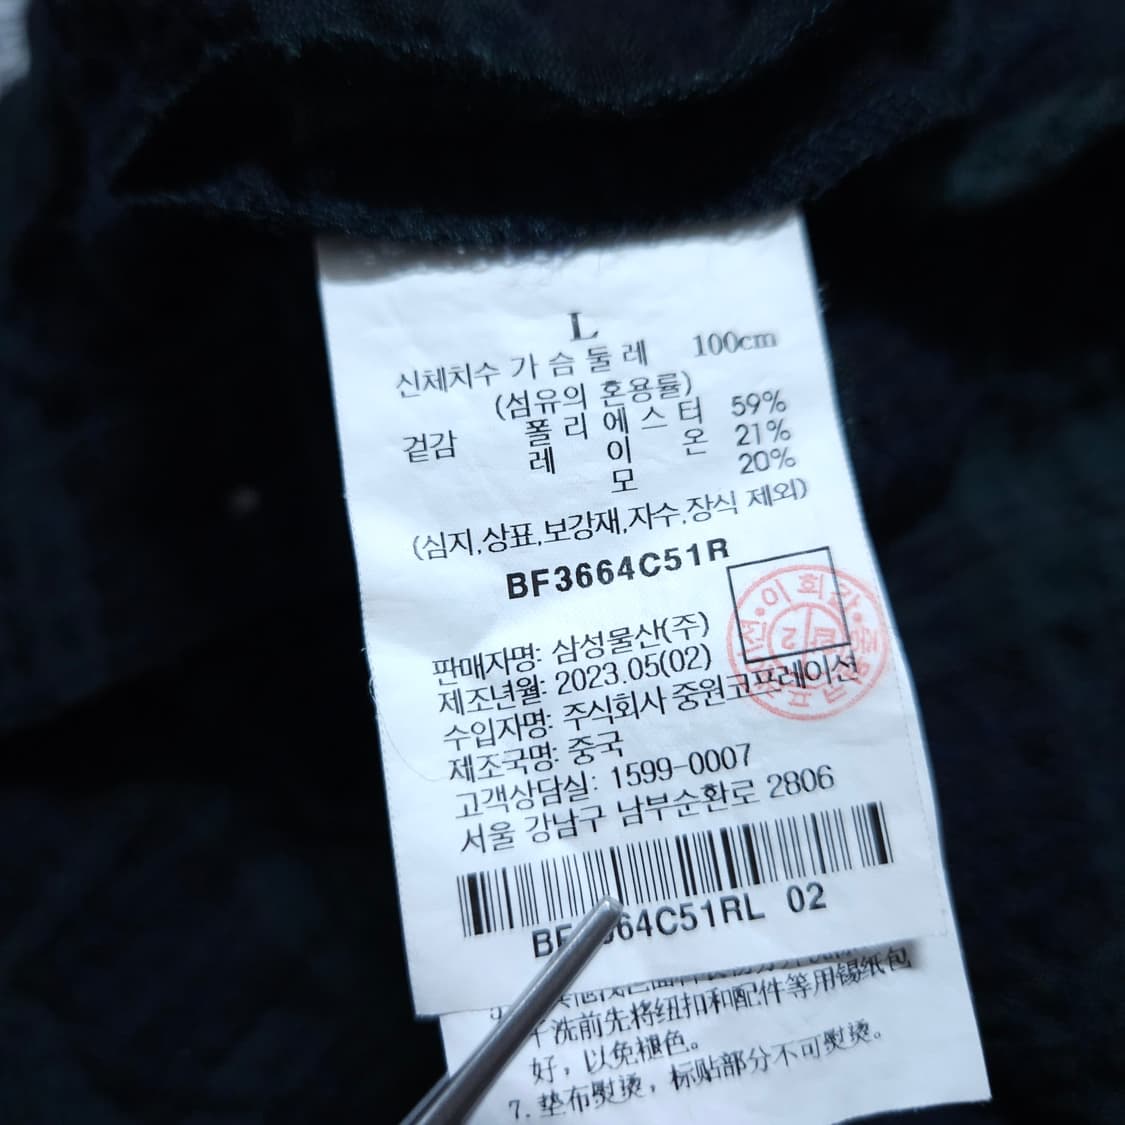 L
신체치수 가슴둘레 100cm
(섬유의 혼용률)
겉감 폴리에스터 59%
레이온 21%
모 20%
(심지,상표,보강재,자수,장식 제외)
BF3664C51R
판매자명: 삼성물산(주)
제조년월: 2023.05(02)
수입자명: 주식회사 중원코프레이션
제조국명: 중국
고객상담실: 1599-0007
서울 강남구 남부순환로 2806
64C51RL 02
洗前先将纽扣和配件等用锡纸包
好，以免褪色。
7. 垫布熨烫，标贴部分不可熨烫。